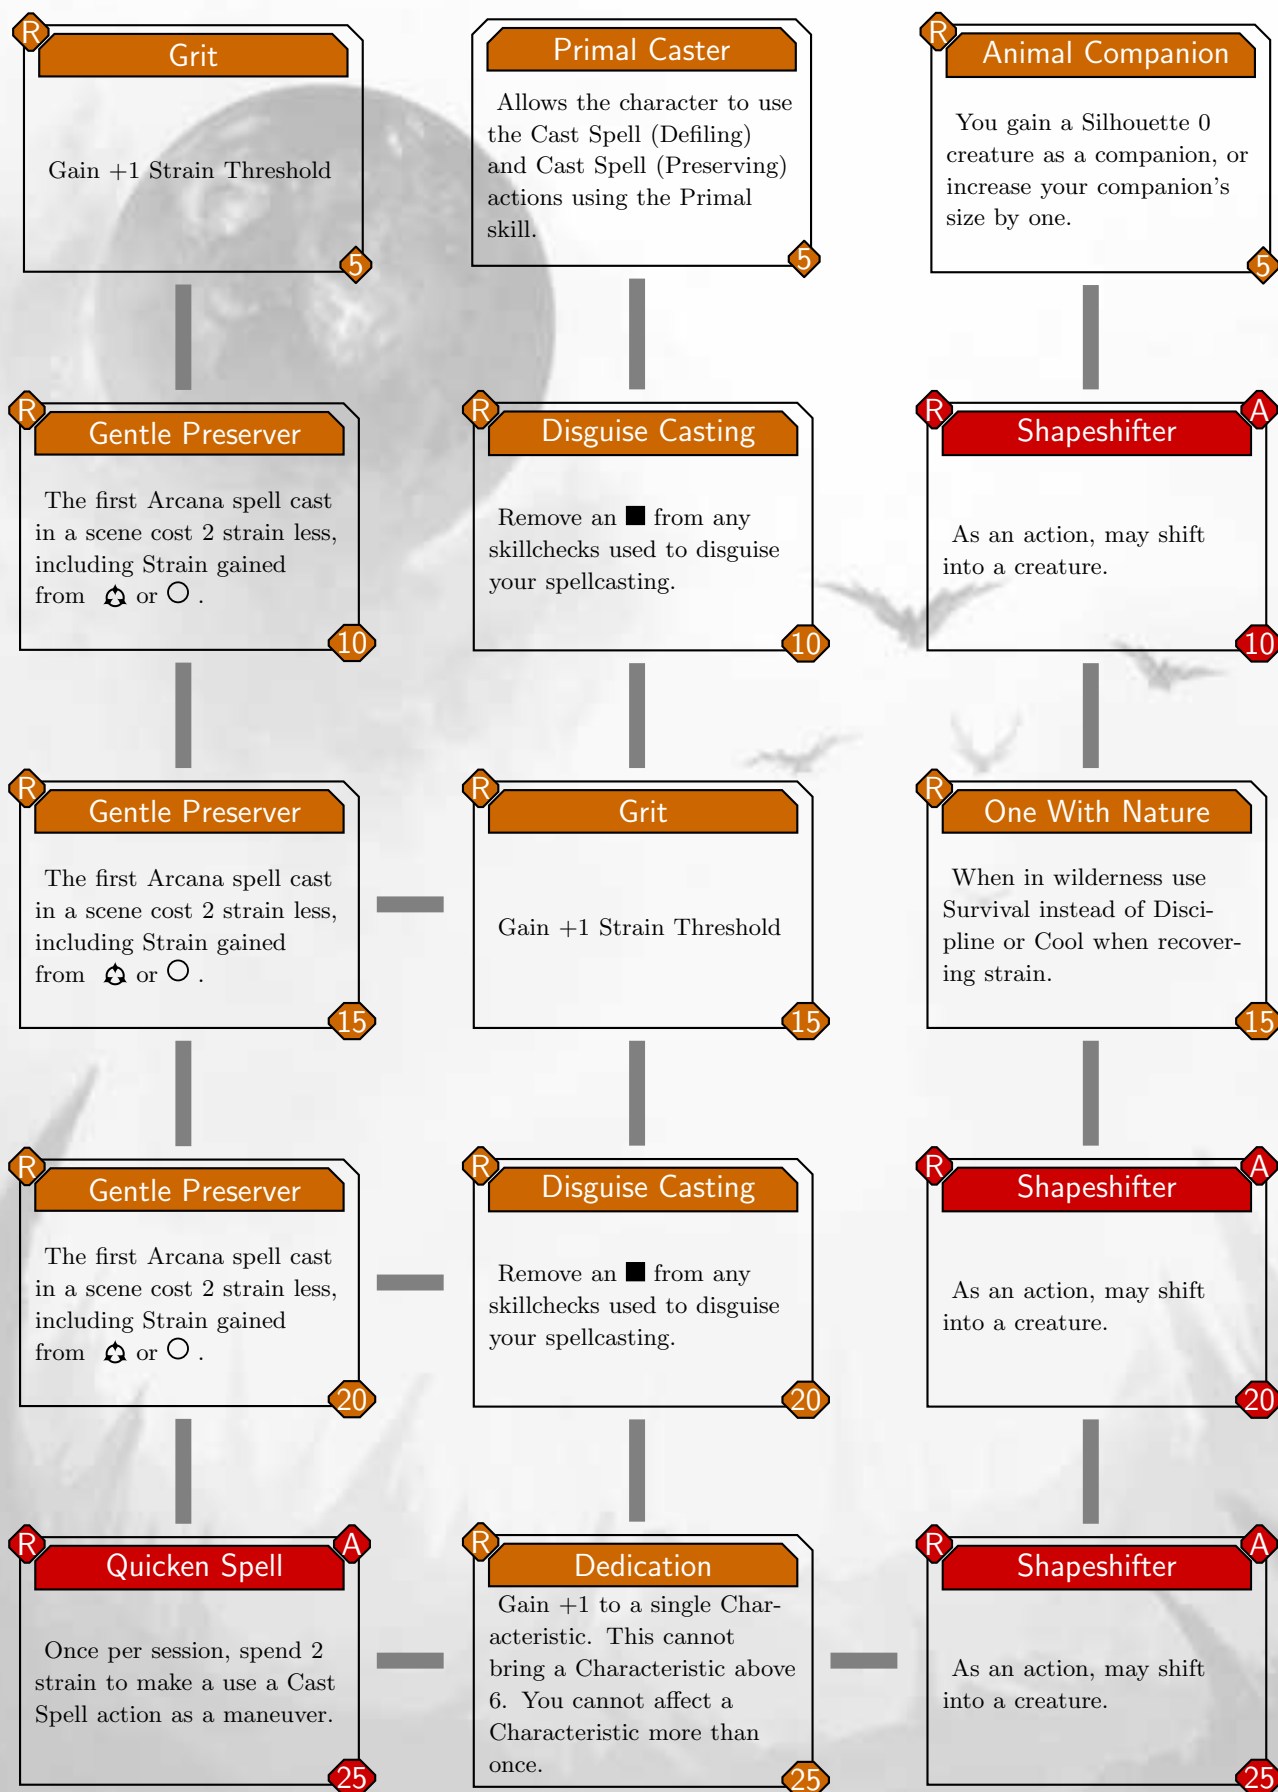 R
Grit
Gain +1 Strain Threshold
5
Primal Caster
Allows the character to use
the Cast Spell (Defiling)
and Cast Spell (Preserving)
actions using the Primal
skill.
5
R
Animal Companion
You gain a Silhouette 0
creature as a companion, or
increase your companion's
size by one.
5
R
Gentle Preserver
The first Arcana spell cast
in a scene cost 2 strain less,
including Strain gained
from or .
10
R
Disguise Casting
Remove an ■ from any
skillchecks used to disguise
your spellcasting.
10
R
A
Shapeshifter
As an action, may shift
into a creature.
10
R
Gentle Preserver
The first Arcana spell cast
in a scene cost 2 strain less,
including Strain gained
from or .
15
R
Grit
Gain +1 Strain Threshold
15
R
One With Nature
When in wilderness use
Survival instead of Disci-
pline or Cool when recover-
ing strain.
15
R
Gentle Preserver
The first Arcana spell cast
in a scene cost 2 strain less,
including Strain gained
from or .
20
R
Disguise Casting
Remove an ■ from any
skillchecks used to disguise
your spellcasting.
20
R
A
Shapeshifter
As an action, may shift
into a creature.
20
R
A
Quicken Spell
Once per session, spend 2
strain to make a use a Cast
Spell action as a maneuver.
25
R
Dedication
Gain +1 to a single Char-
acteristic. This cannot
bring a Characteristic above
6. You cannot affect a
Characteristic more than
once.
25
R
A
Shapeshifter
As an action, may shift
into a creature.
25